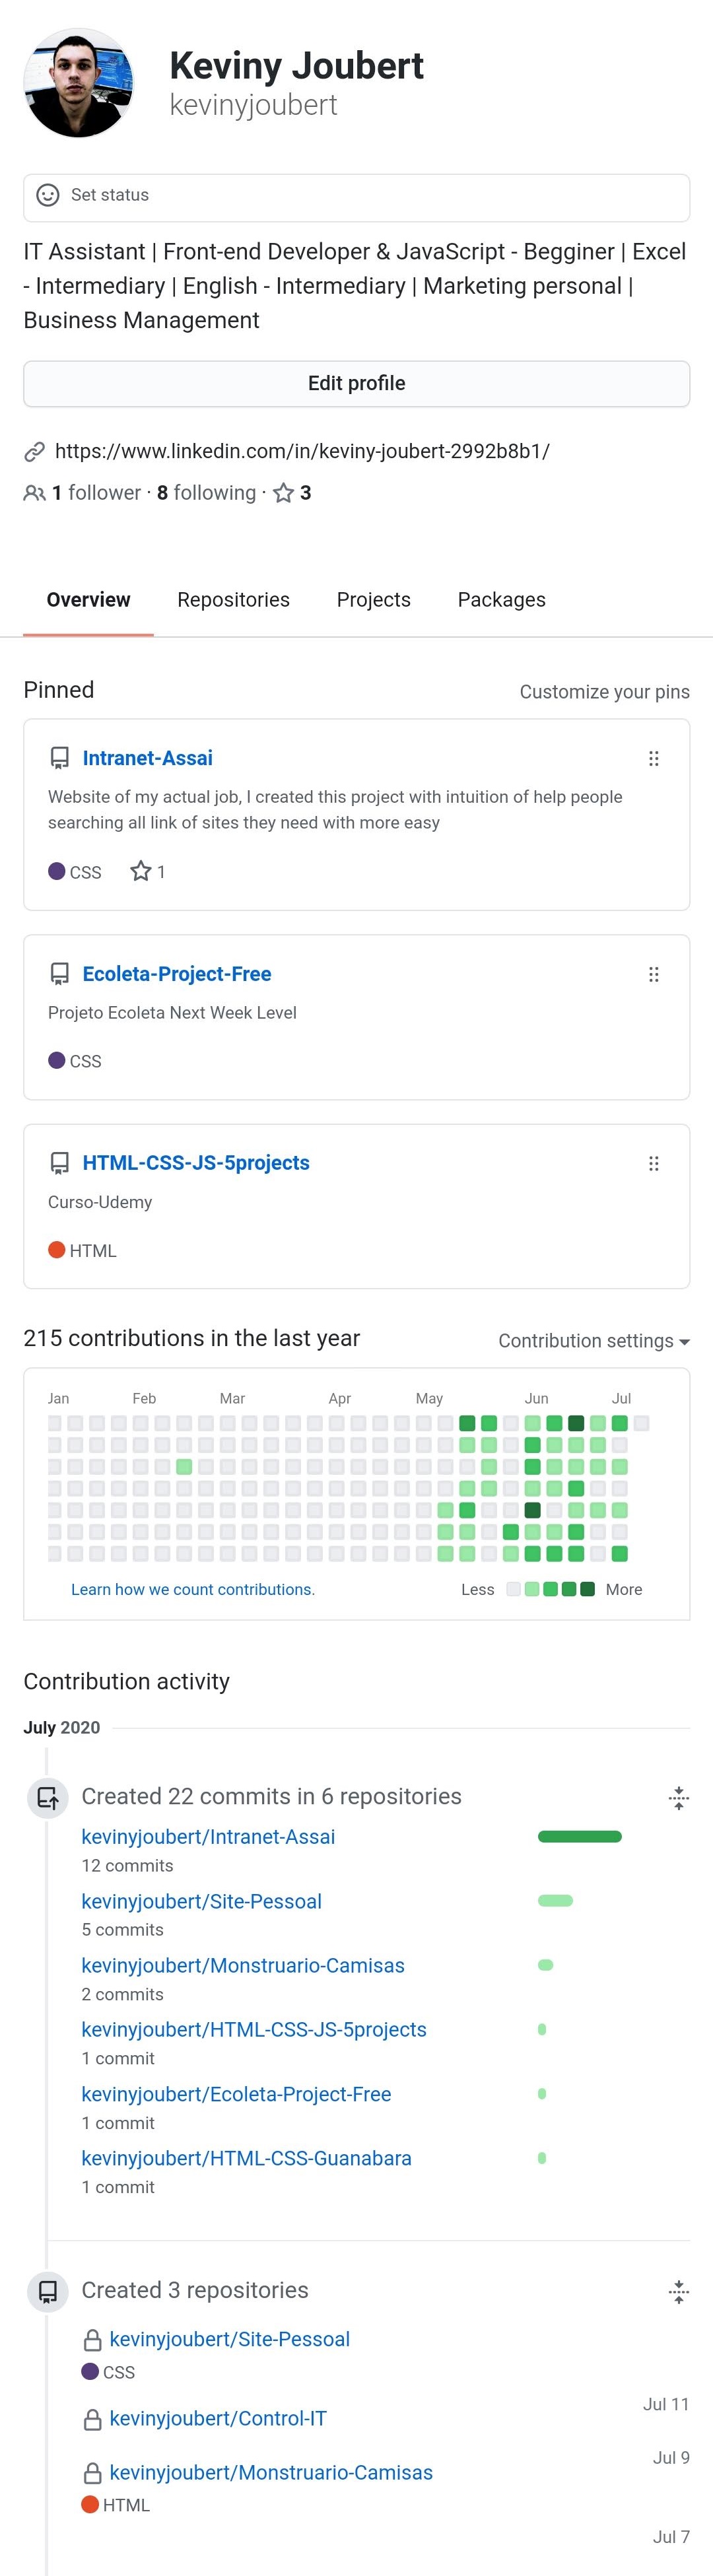 Keviny Joubert
kevinyjoubert
Set status
IT Assistant | Front-end Developer & JavaScript - Begginer | Excel
- Intermediary | English - Intermediary | Marketing personal |
Business Management
Edit profile
https://www.linkedin.com/in/keviny-joubert-2992b8b1/
1 follower · 8 following · 3
Overview Repositories Projects Packages
Pinned Customize your pins
Intranet-Assai
Website of my actual job, I created this project with intuition of help people
searching all link of sites they need with more easy
CSS 1
Ecoleta-Project-Free
Projeto Ecoleta Next Week Level
CSS
HTML-CSS-JS-5projects
Curso-Udemy
HTML
215 contributions in the last year Contribution settings
Jan Feb Mar Apr May Jun Jul
Learn how we count contributions. Less More
Contribution activity
July 2020
Created 22 commits in 6 repositories
kevinyjoubert/Intranet-Assai
12 commits
kevinyjoubert/Site-Pessoal
5 commits
kevinyjoubert/Monstruario-Camisas
2 commits
kevinyjoubert/HTML-CSS-JS-5projects
1 commit
kevinyjoubert/Ecoleta-Project-Free
1 commit
kevinyjoubert/HTML-CSS-Guanabara
1 commit
Created 3 repositories
kevinyjoubert/Site-Pessoal
CSS
Jul 11
kevinyjoubert/Control-IT
Jul 9
kevinyjoubert/Monstruario-Camisas
HTML
Jul 7